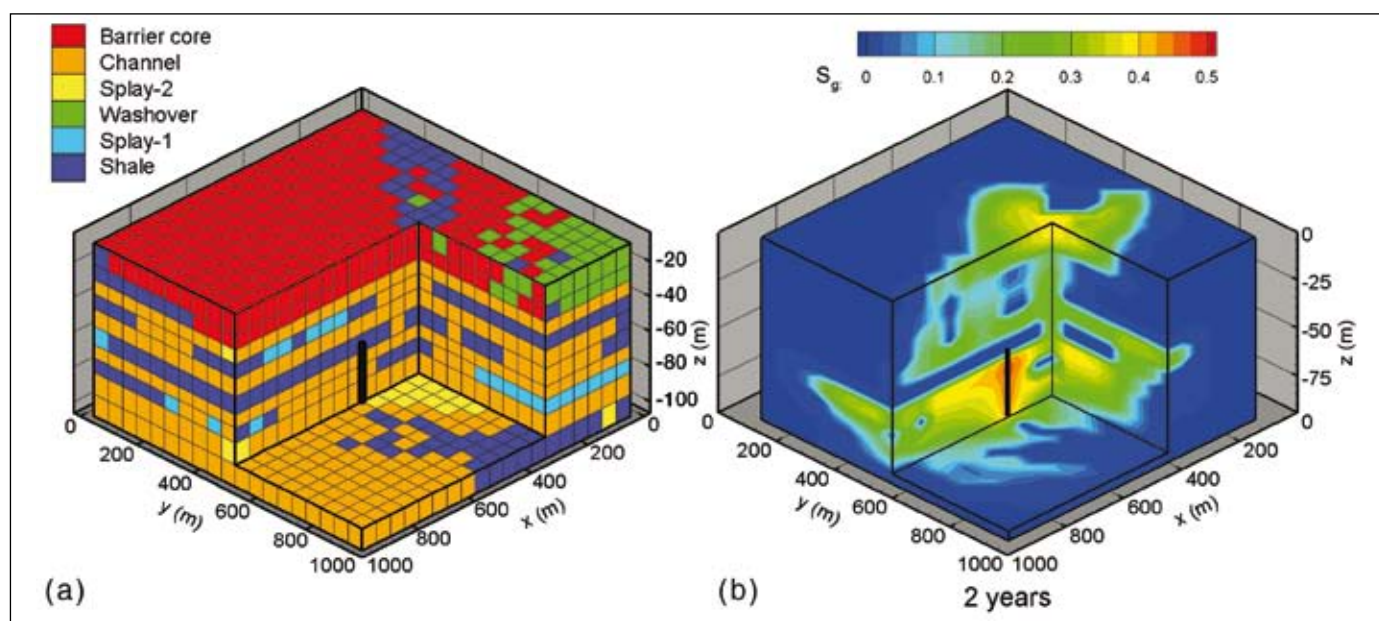 Barrier core
Channel
Splay-2
Washover
Splay-1
Shale
-20
-40
-60
-80
-100
z (m)
0
200
400
600
800
1000
y (m)
0
200
400
600
800
1000
x (m)
(a)
Sg:
0 0.1 0.2 0.3 0.4 0.5
0
-25
-50
-75
0
z (m)
0
200
400
600
800
1000
y (m)
200
400
600
800
1000
x (m)
(b)
2 years